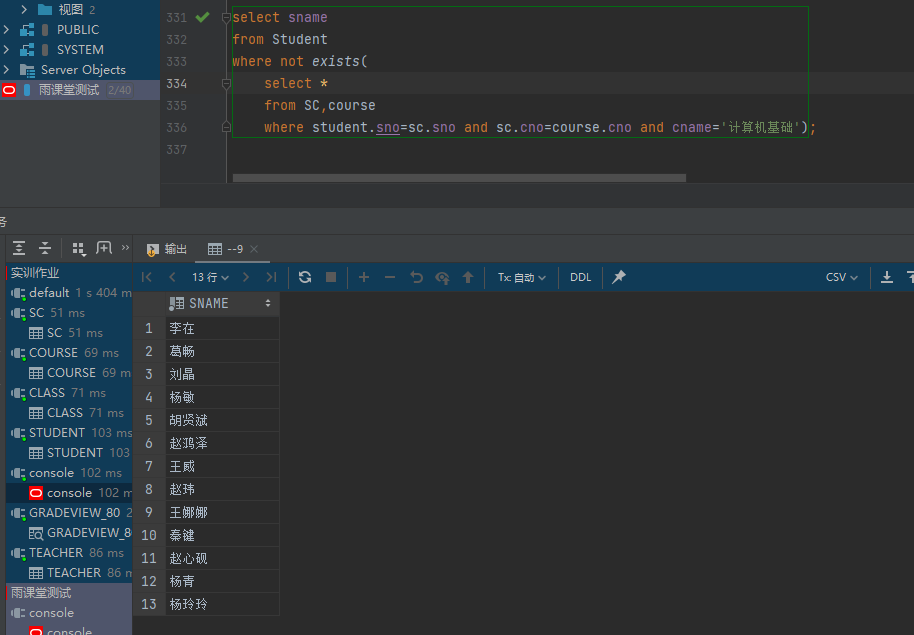 视图 2
PUBLIC
SYSTEM
Server Objects
雨课堂测试 2/40
331 select sname
332 from Student
333 where not exists(
334 select *
335 from SC,course
336 where student.sno=sc.sno and sc.cno=course.cno and cname='计算机基础');
337
务
输出 --9
实训作业
default 1 s 404 m
SC 51 ms
SC 51 ms
COURSE 69 ms
COURSE 69 m
CLASS 71 ms
CLASS 71 ms
STUDENT 103 ms
STUDENT 103
console 102 ms
console 102 m
GRADEVIEW_80 2
GRADEVIEW_8
TEACHER 86 ms
TEACHER 86 m
雨课堂测试
console
console
13 行 Tx: 自动 DDL CSV
SNAME
1 李在
2 葛畅
3 刘晶
4 杨敏
5 胡贤斌
6 赵鸿泽
7 王威
8 赵玮
9 王娜娜
10 秦键
11 赵心砚
12 杨青
13 杨玲玲